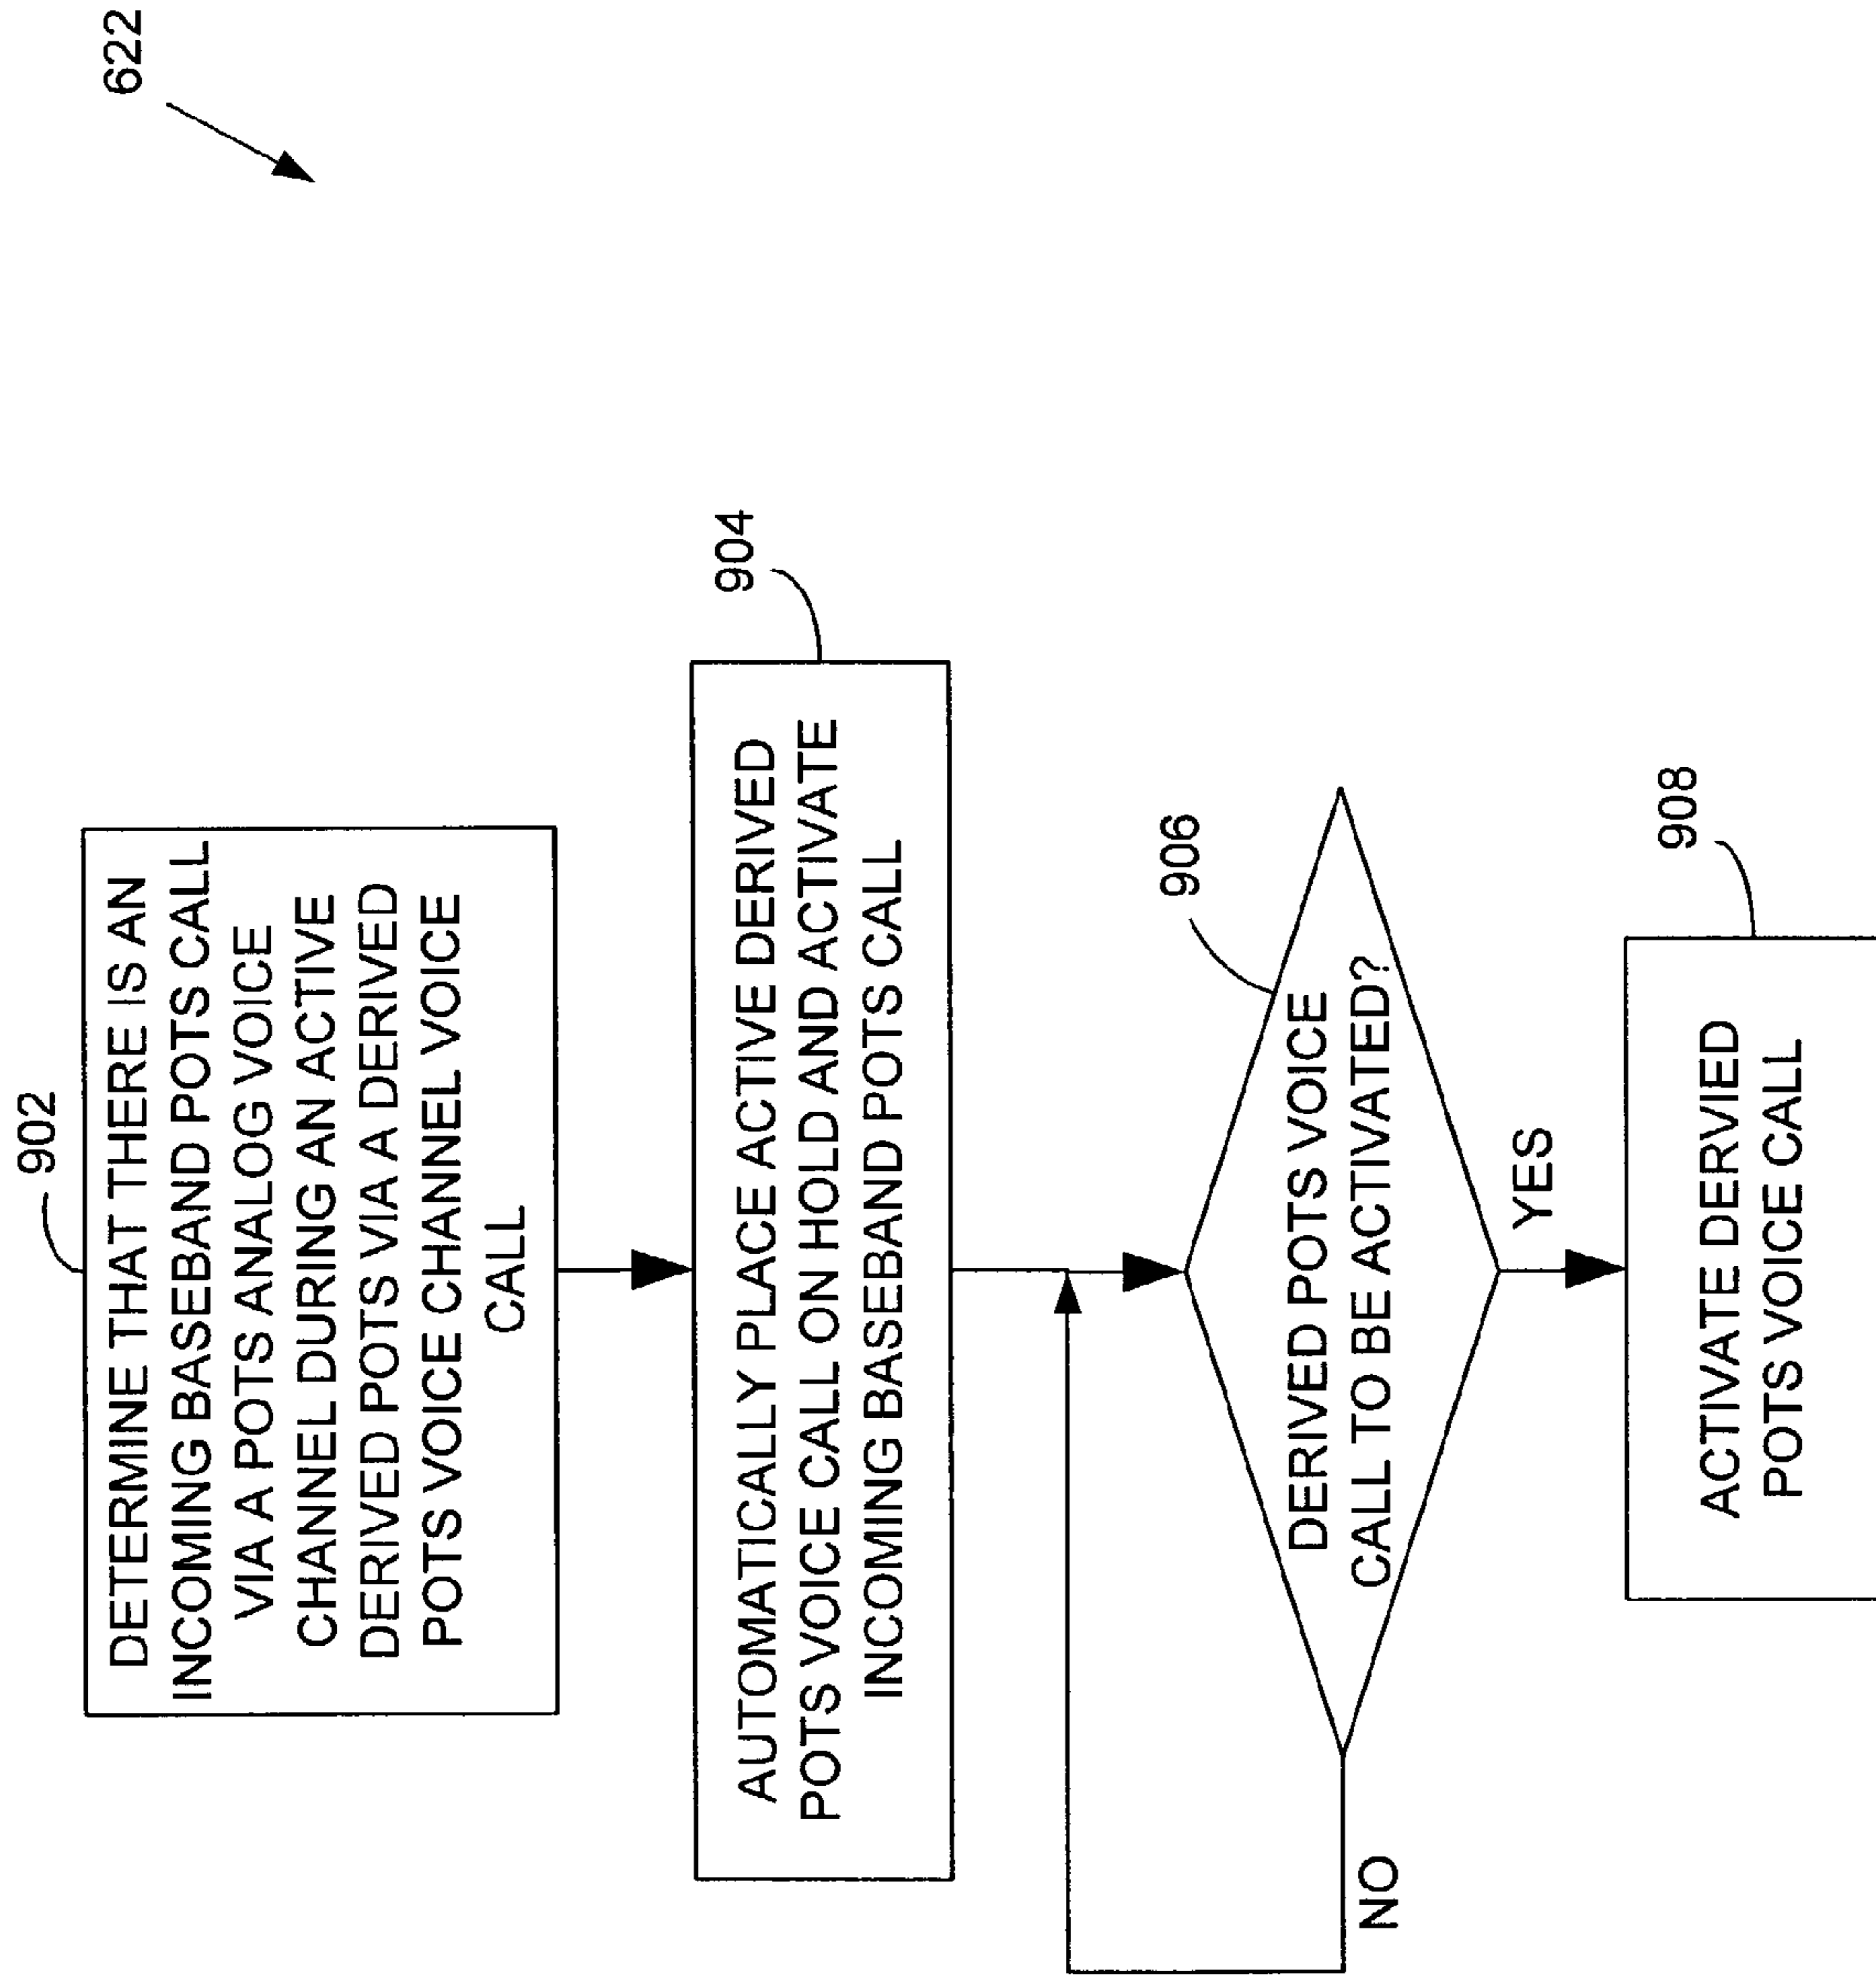 622
902
DETERMINE THAT THERE IS AN
INCOMING BASEBAND POTS CALL
VIA A POTS ANALOG VOICE
CHANNEL DURING AN ACTIVE
DERIVED POTS VIA A DERIVED
POTS VOICE CHANNEL VOICE
CALL
904
AUTOMATICALLY PLACE ACTIVE DERIVED
POTS VOICE CALL ON HOLD AND ACTIVATE
INCOMING BASEBAND POTS CALL
906
DERIVED POTS VOICE
CALL TO BE ACTIVATED?
NO
YES
908
ACTIVATE DERVIED
POTS VOICE CALL